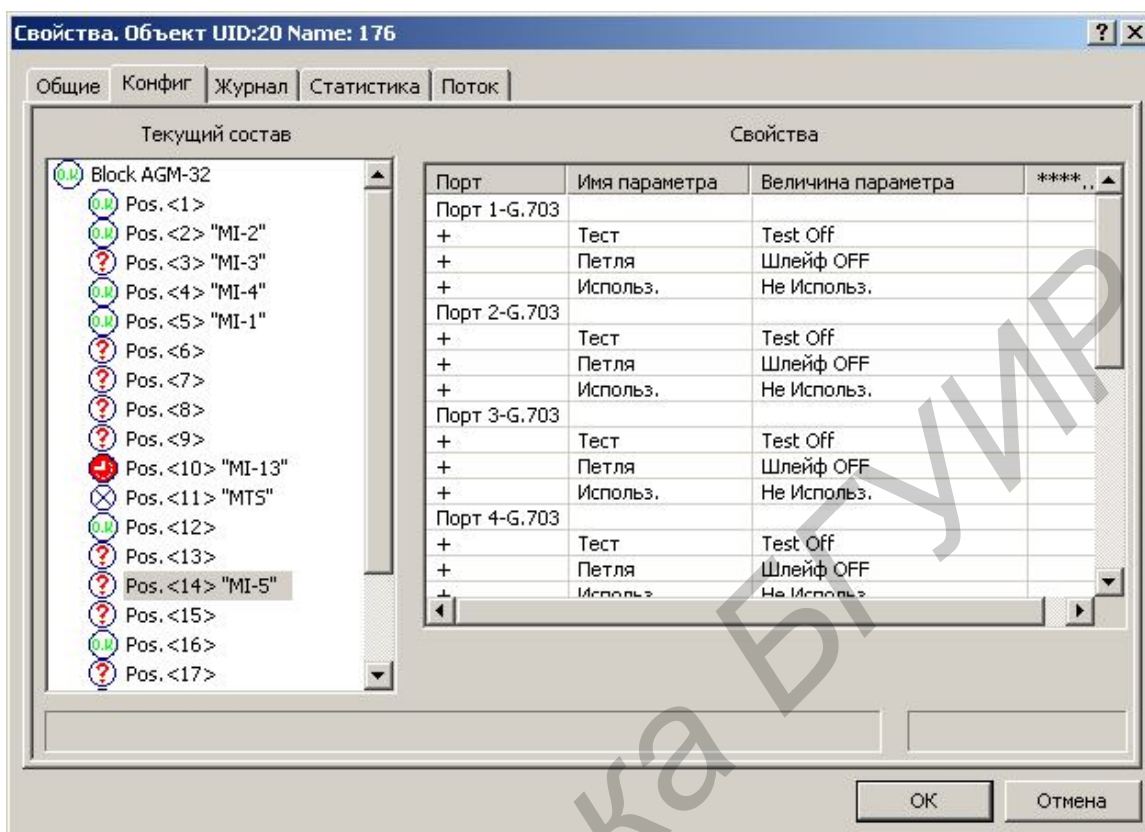 Свойства. Объект UID:20 Name: 176
Общие Конфиг Журнал Статистика Поток
Текущий состав
Block AGM-32
Pos.<1>
Pos.<2> "MI-2"
Pos.<3> "MI-3"
Pos.<4> "MI-4"
Pos.<5> "MI-1"
Pos.<6>
Pos.<7>
Pos.<8>
Pos.<9>
Pos.<10> "MI-13"
Pos.<11> "MTS"
Pos.<12>
Pos.<13>
Pos.<14> "MI-5"
Pos.<15>
Pos.<16>
Pos.<17>
Свойства
Порт Имя параметра Величина параметра ****..
Порт 1-G.703
+ Тест Test Off
+ Петля Шлейф OFF
+ Использ. Не Использ.
Порт 2-G.703
+ Тест Test Off
+ Петля Шлейф OFF
+ Использ. Не Использ.
Порт 3-G.703
+ Тест Test Off
+ Петля Шлейф OFF
+ Использ. Не Использ.
Порт 4-G.703
+ Тест Test Off
+ Петля Шлейф OFF
+ Использ. Не Использ.
OK Отмена
БГУИР